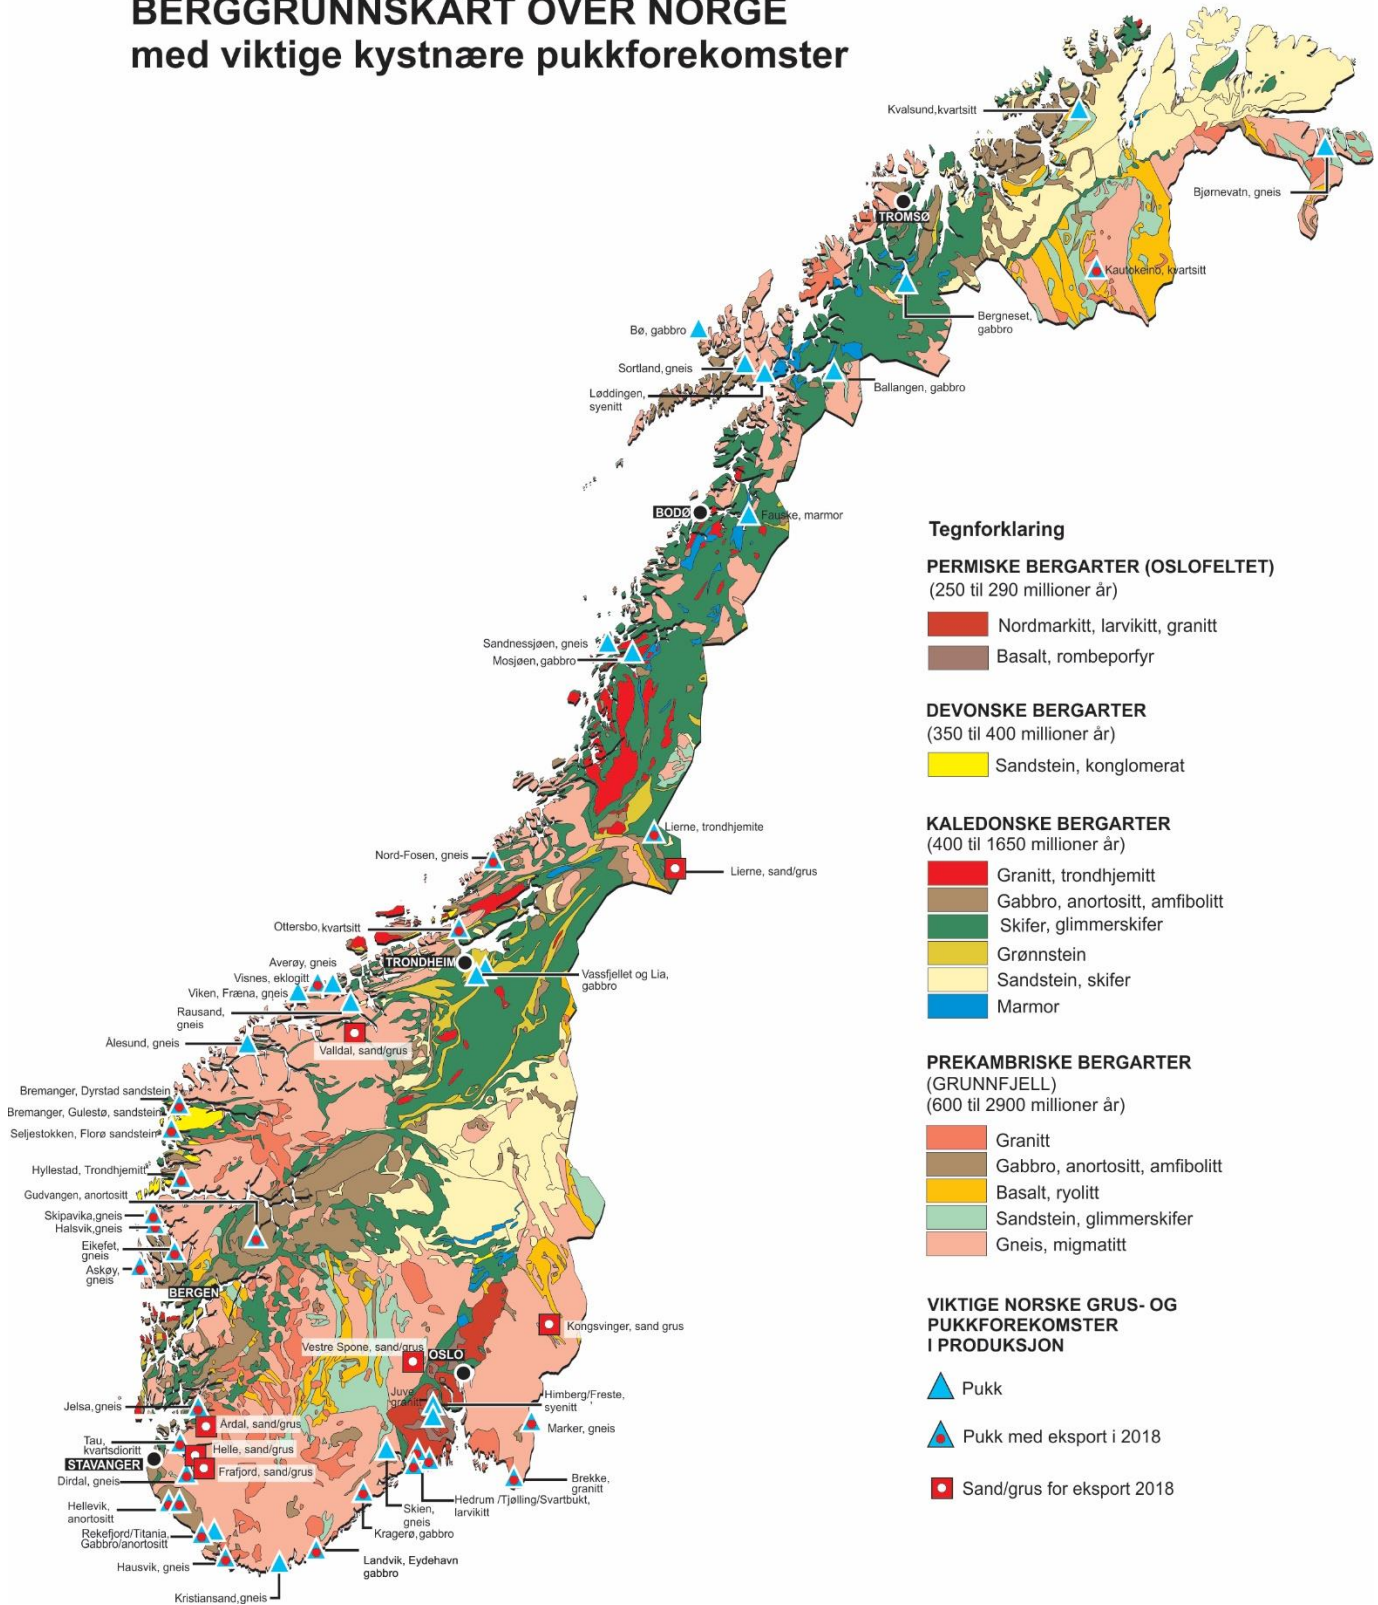 BERGGRUNNSKART OVER NORGE
med viktige kystnære pukkforekomster
Kvalsund, kvartsitt
Bjørnevatn, gneis
TROMSØ
Kautokeino, kvartsitt
Bergneset,
gabbro
Bø, gabbro
Sortland, gneis
Løddingen,
syenitt
Ballangen, gabbro
BODØ
Fauske, marmor
Sandnessjøen, gneis
Mosjøen, gabbro
Lierne, trondhjemite
Nord-Fosen, gneis
Lierne, sand/grus
Ottersbo, kvartsitt
TRONDHEIM
Averøy, gneis
Visnes, eklogitt
Viken, Fræna, gneis
Vassfjellet og Lia,
gabbro
Rausand,
gneis
Ålesund, gneis
Valldal, sand/grus
Bremanger, Dyrstad sandstein
Bremanger, Gulestø, sandstein
Seljestokken, Florø sandstein
Hyllestad, Trondhjemitt
Gudvangen, anortositt
Skipavika, gneis
Halsvik, gneis
Eikefet,
gneis
Askøy,
gneis
BERGEN
Kongsvinger, sand grus
Vestre Spone, sand/grus
OSLO
Juve,
granitt
Himberg/Freste,
syenitt
Jelsa, gneis
Årdal, sand/grus
Marker, gneis
Tau,
kvartsdioritt
Helle, sand/grus
STAVANGER
Frafjord, sand/grus
Dirdal, gneis
Brekke,
granitt
Hellevik,
anortositt
Hedrum /Tjølling/Svartbukt,
larvikitt
Skien,
gneis
Kragerø, gabbro
Rekefjord/Titania,
Gabbro/anortositt
Hausvik, gneis
Landvik, Eydehavn
gabbro
Kristiansand, gneis
Tegnforklaring
PERMISKE BERGARTER (OSLOFELTET)
(250 til 290 millioner år)
Nordmarkitt, larvikitt, granitt
Basalt, rombeporfyr
DEVONSKE BERGARTER
(350 til 400 millioner år)
Sandstein, konglomerat
KALEDONSKE BERGARTER
(400 til 1650 millioner år)
Granitt, trondhjemitt
Gabbro, anortositt, amfibolitt
Skifer, glimmerskifer
Grønnstein
Sandstein, skifer
Marmor
PREKAMBRISKE BERGARTER
(GRUNNFJELL)
(600 til 2900 millioner år)
Granitt
Gabbro, anortositt, amfibolitt
Basalt, ryolitt
Sandstein, glimmerskifer
Gneis, migmatitt
VIKTIGE NORSKE GRUS- OG
PUKKFOREKOMSTER
I PRODUKSJON
Pukk
Pukk med eksport i 2018
Sand/grus for eksport 2018